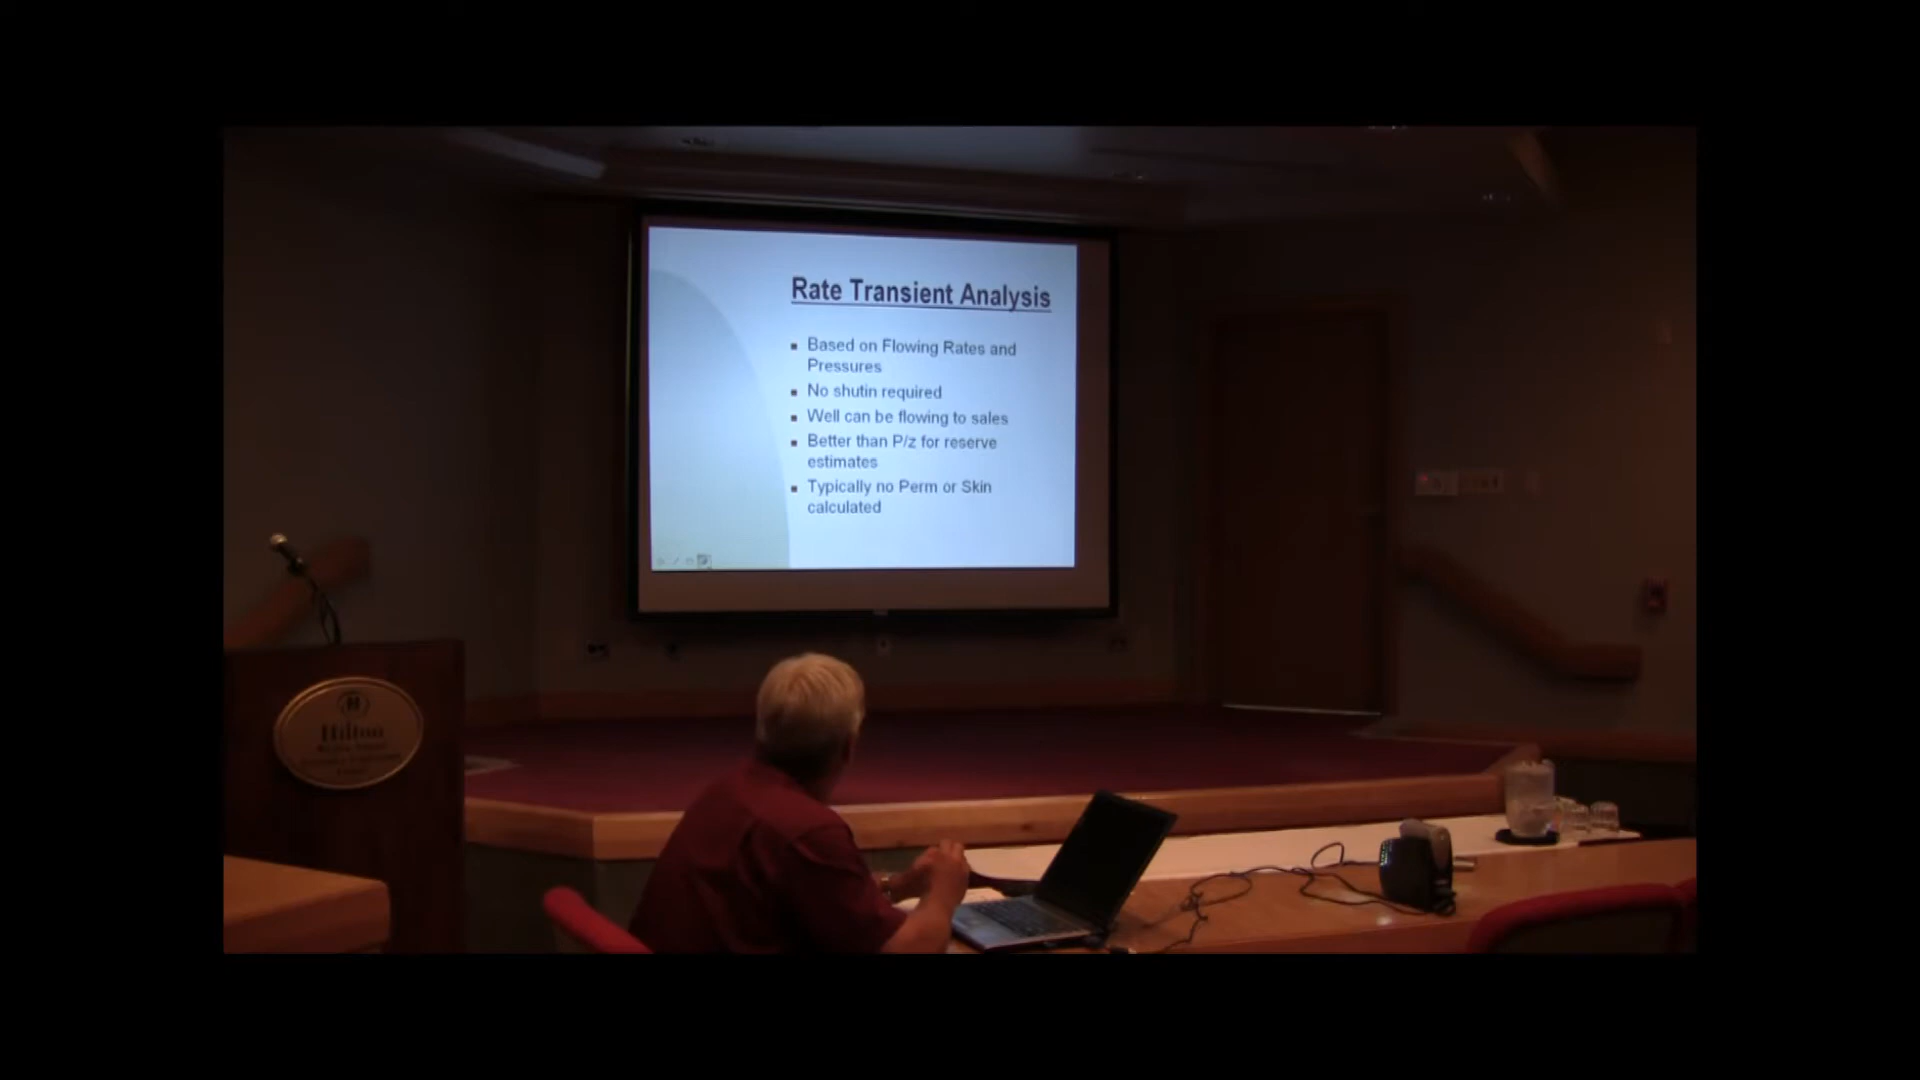 Rate Transient Analysis
Based on Flowing Rates and
Pressures
No shutin required
Well can be flowing to sales
Better than P/z for reserve
estimates
Typically no Perm or Skin
calculated
Hilton